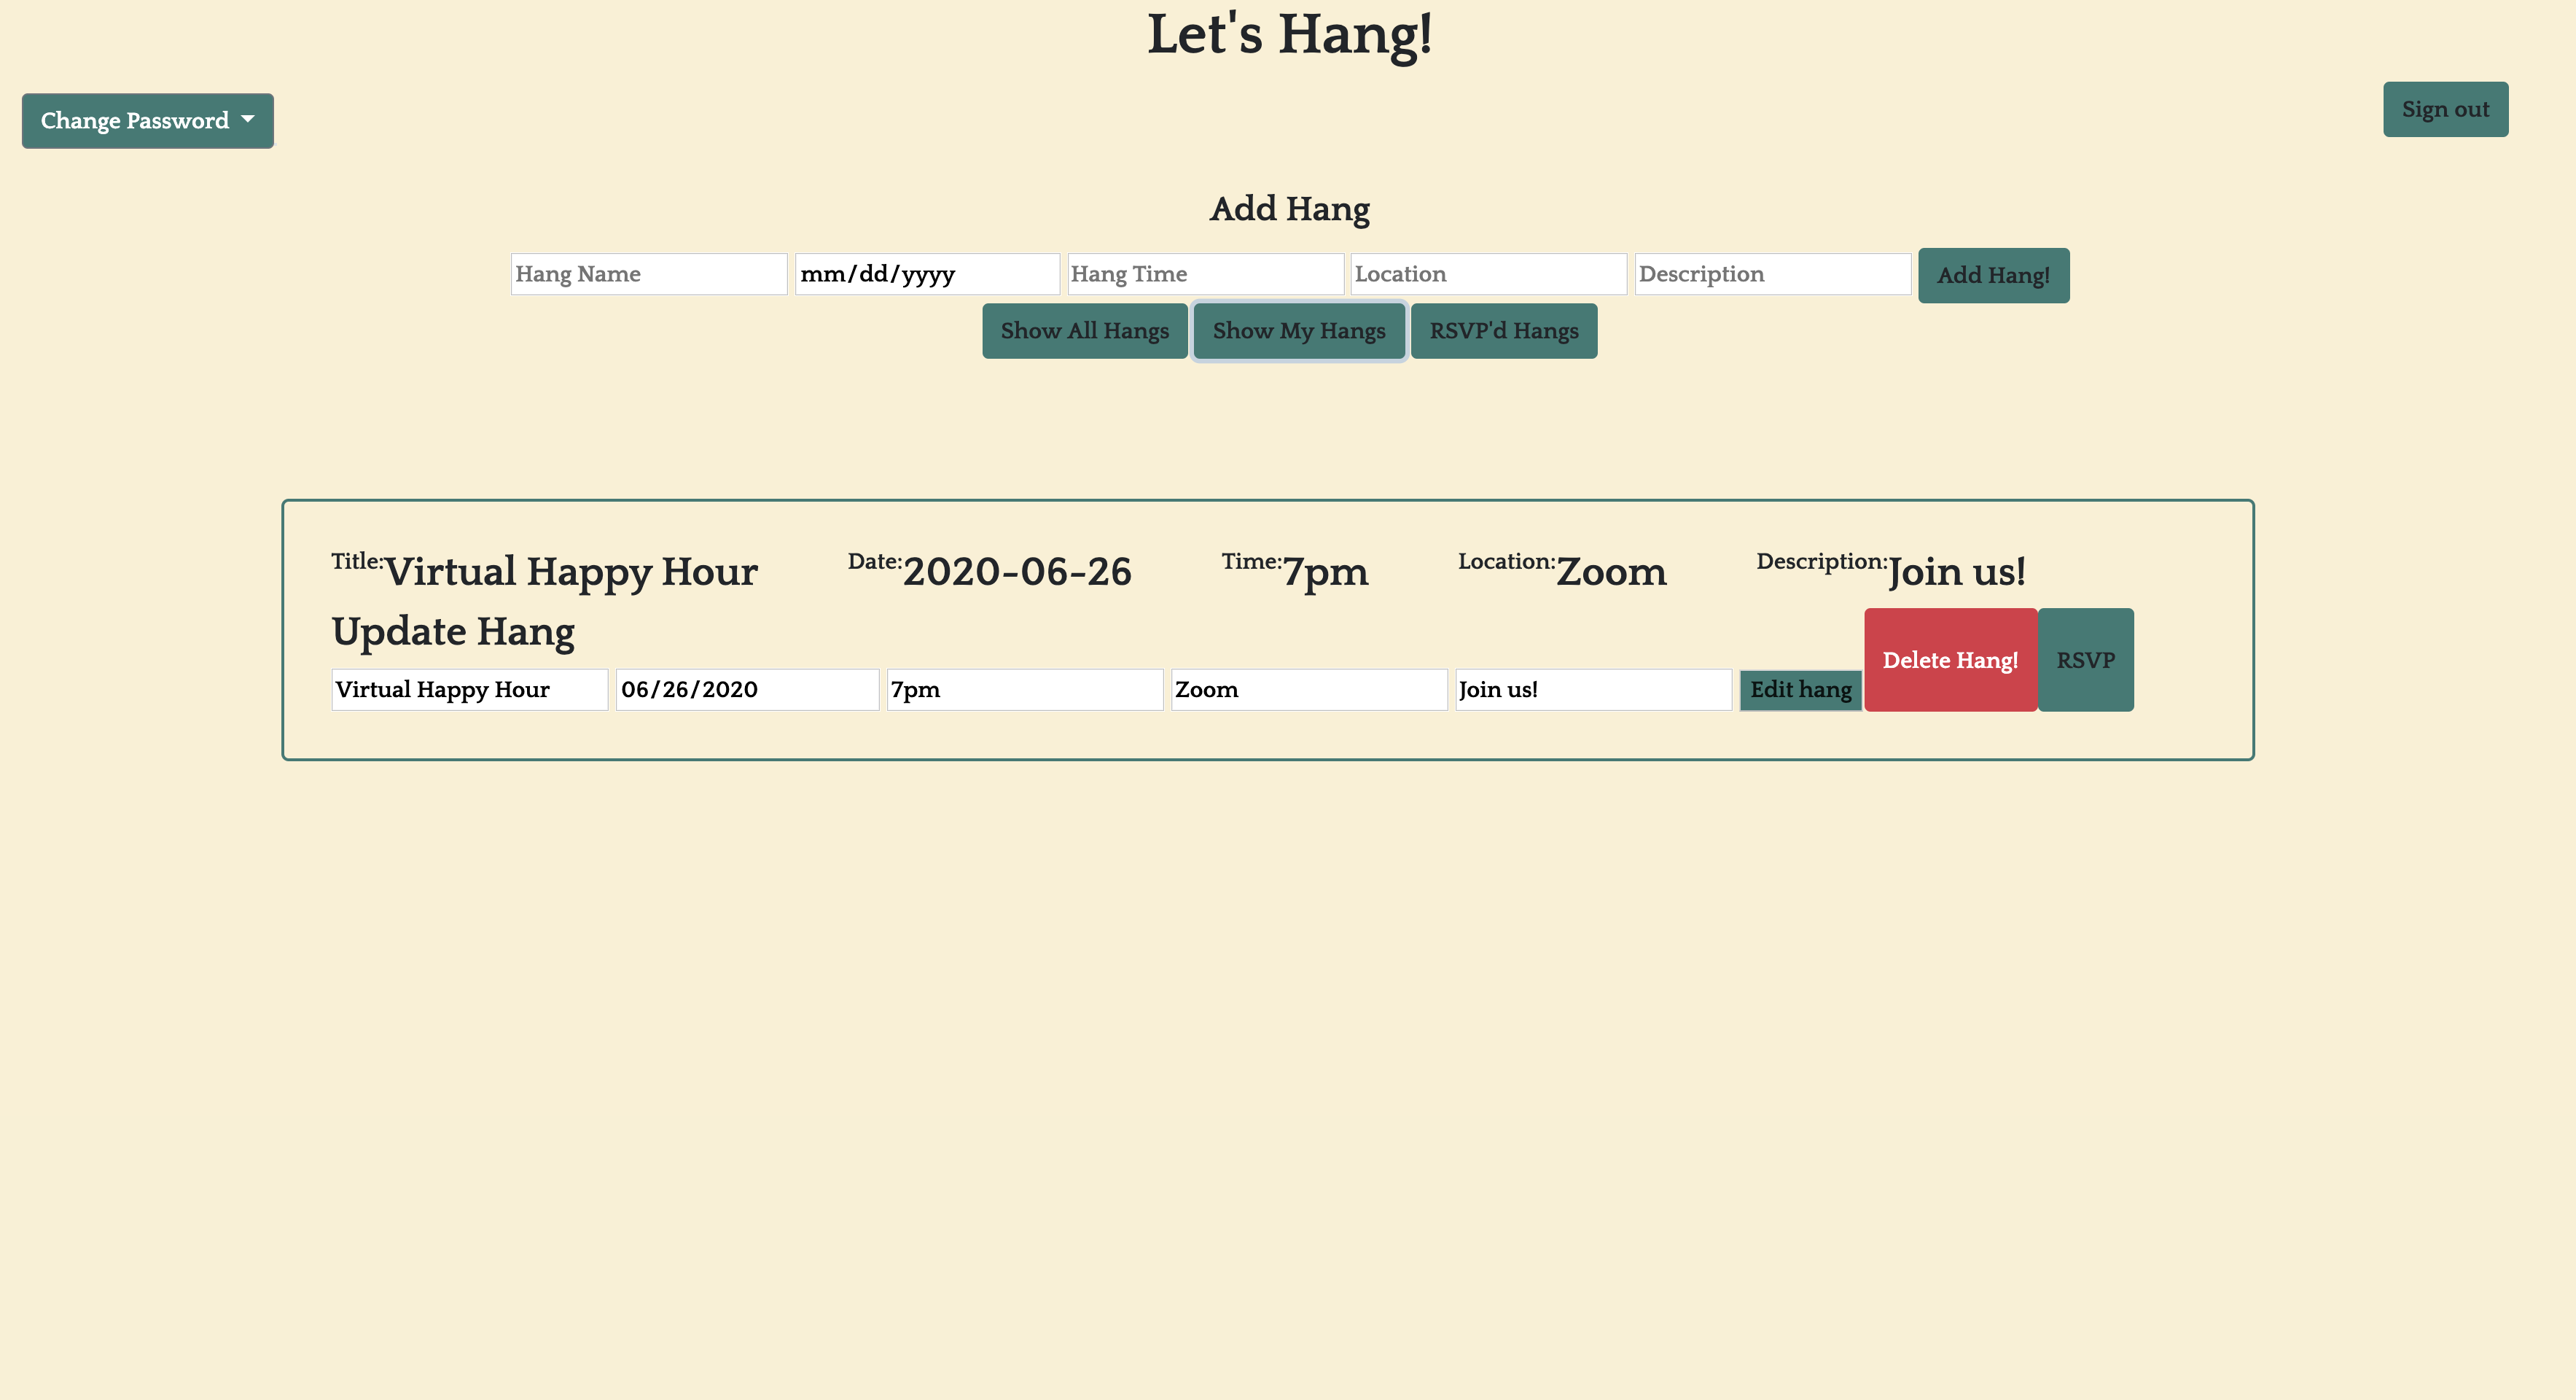 Let's Hang!
Change Password
Sign out
Add Hang
Hang Name mm/dd/yyyy Hang Time Location Description Add Hang!
Show All Hangs Show My Hangs RSVP'd Hangs
Title:Virtual Happy Hour Date:2020-06-26 Time:7pm Location:Zoom Description:Join us!
Update Hang
Virtual Happy Hour 06/26/2020 7pm Zoom Join us! Edit hang Delete Hang! RSVP